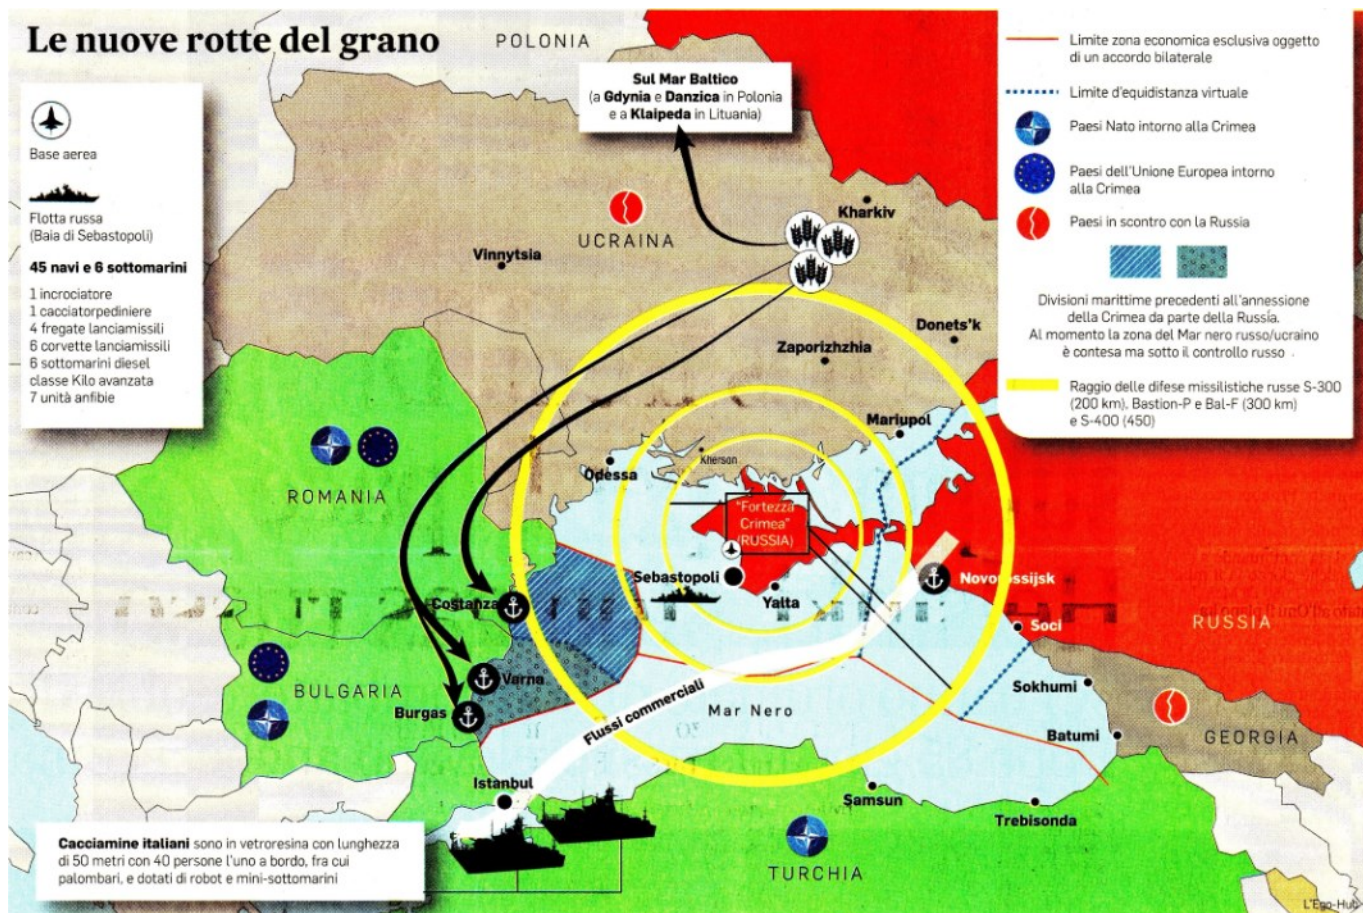 Le nuove rotte del grano
POLONIA
Sul Mar Baltico
(a Gdynia e Danzica in Polonia
e a Klaipeda in Lituania)
Base aerea
Flotta russa
(Baia di Sebastopoli)
45 navi e 6 sottomarini
1 incrociatore
1 cacciatorpediniere
4 fregate lanciamissili
6 corvette lanciamissili
6 sottomarini diesel
classe Kilo avanzata
7 unità anfibie
Limite zona economica esclusiva oggetto
di un accordo bilaterale
Limite d'equidistanza virtuale
Paesi Nato intorno alla Crimea
Paesi dell'Unione Europea intorno
alla Crimea
Paesi in scontro con la Russia
Divisioni marittime precedenti all'annessione
della Crimea da parte della Russia.
Al momento la zona del Mar nero russo/ucraino
è contesa ma sotto il controllo russo
Raggio delle difese missilistiche russe S-300
(200 km), Bastion-P e Bal-F (300 km)
e S-400 (450)
Kharkiv
UCRAINA
Vinnytsia
Donets'k
Zaporizhzhia
Mariupol
Kherson
Odessa
ROMANIA
"Fortezza
Crimea"
(RUSSIA)
Sebastopoli
Yalta
Novorossijsk
Costanza
Soci
RUSSIA
Varna
BULGARIA
Burgas
Sokhumi
Flussi commerciali
Mar Nero
Batumi
GEORGIA
Istanbul
Samsun
Trebisonda
TURCHIA
Cacciamine italiani sono in vetroresina con lunghezza
di 50 metri con 40 persone l'uno a bordo, fra cui
palombari, e dotati di robot e mini-sottomarini
L'Ego-Hub